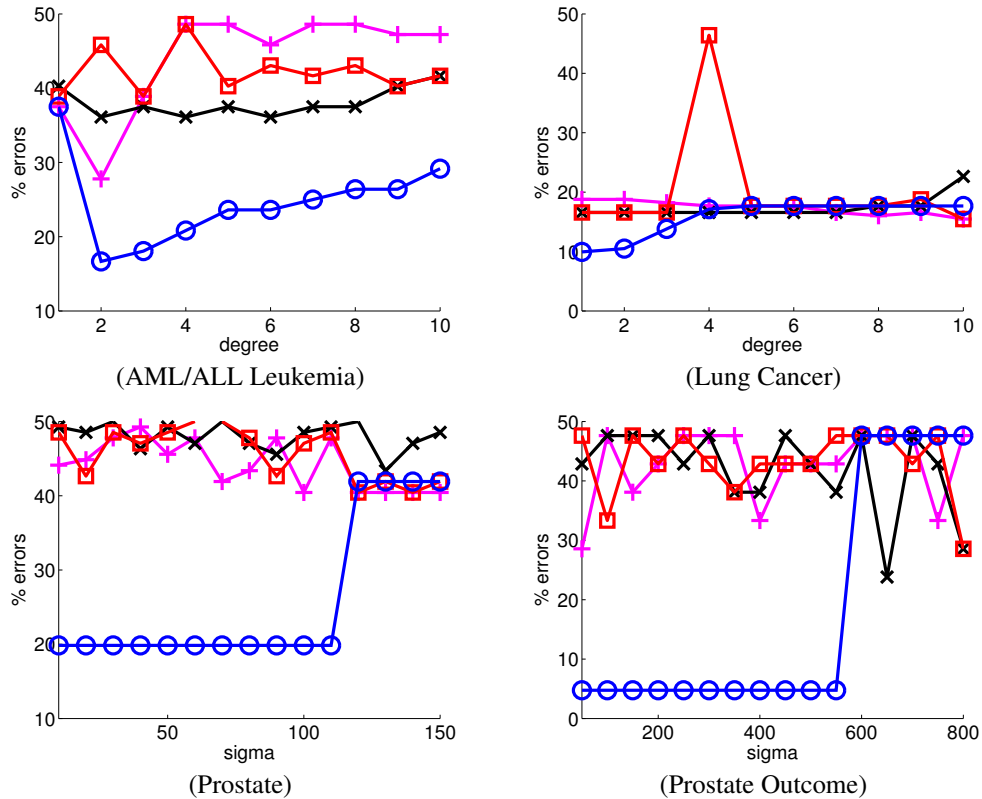 50
40
30
20
10
2 4 6 8 10
% errors
degree
(AML/ALL Leukemia)
50
40
30
20
10
0
2 4 6 8 10
% errors
degree
(Lung Cancer)
50
40
30
20
10
50 100 150
% errors
sigma
(Prostate)
50
40
30
20
10
0
200 400 600 800
% errors
sigma
(Prostate Outcome)